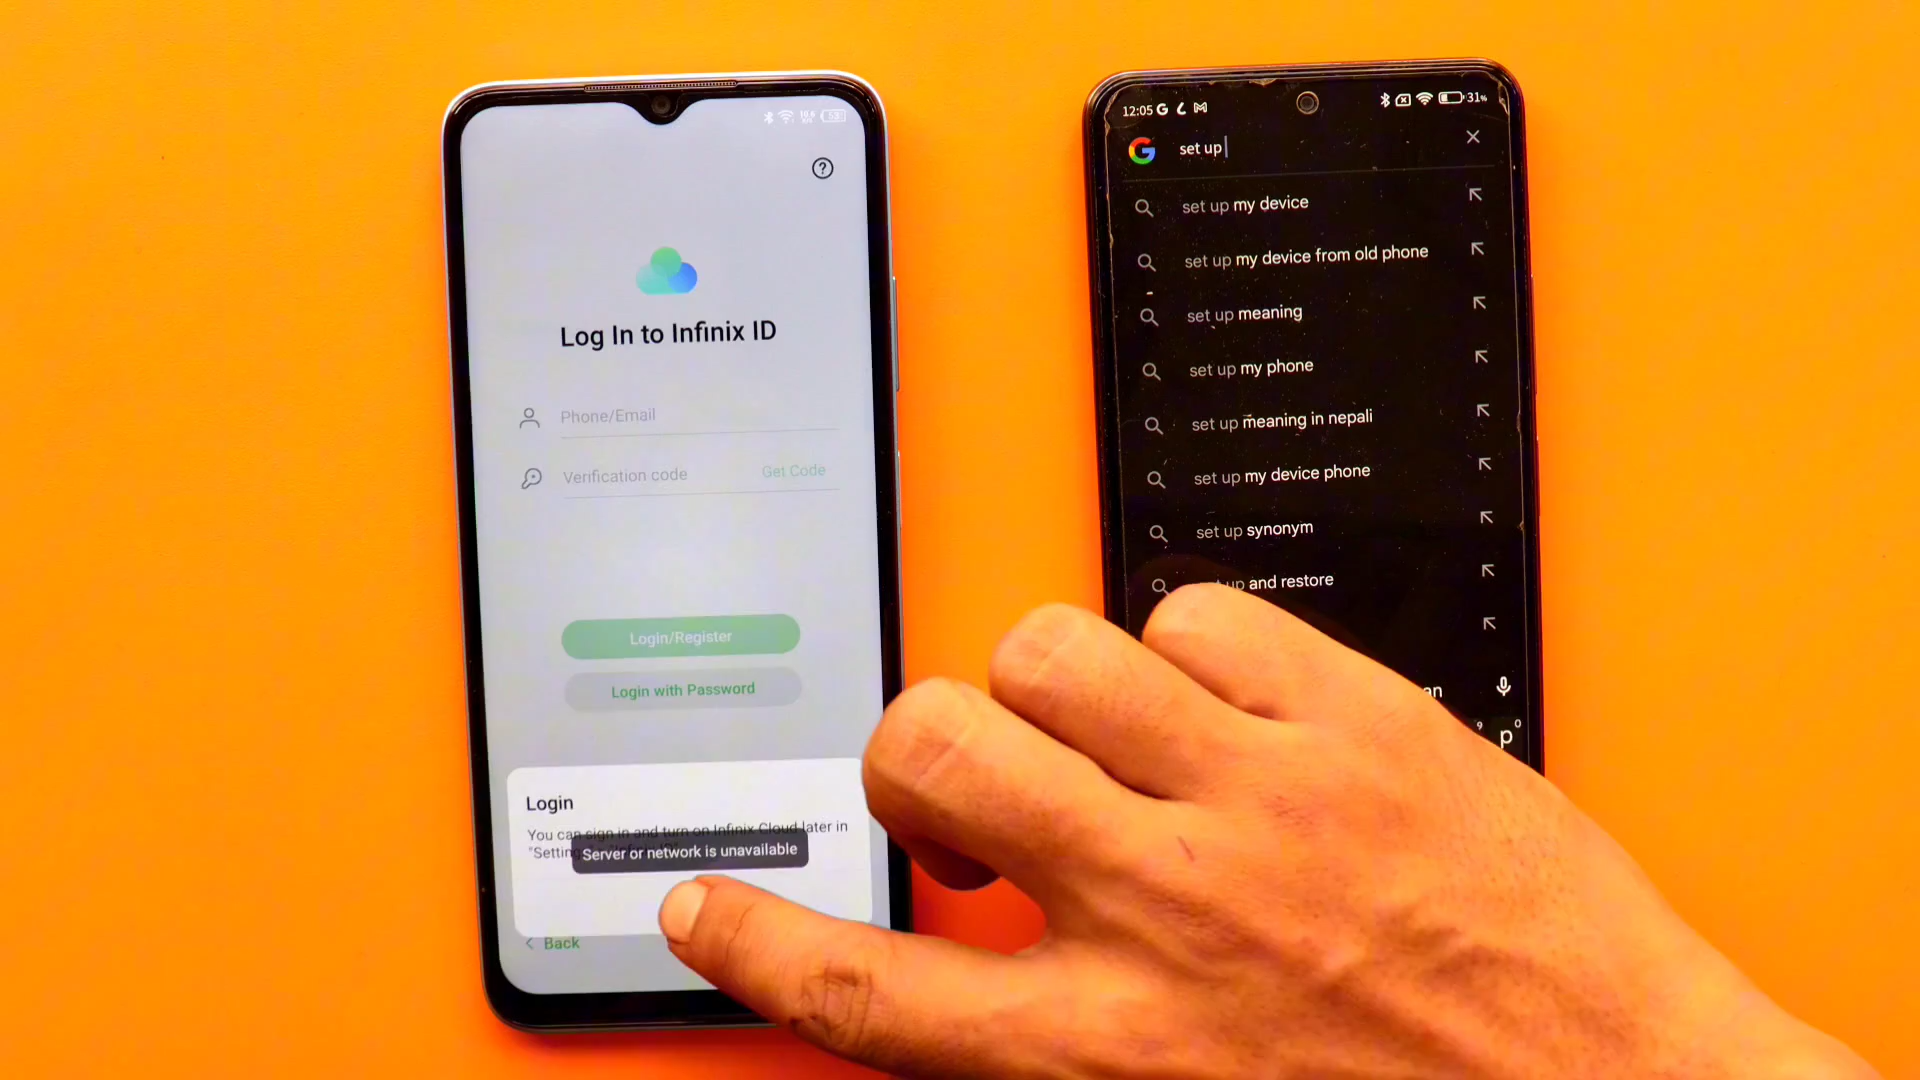 Log In to Infinix ID
Phone/Email
Verification code Get Code
Login/Register
Login with Password
Login
You can sign in and turn on Infinix Cloud later in
"Setting
Server or network is unavailable
Back
12:05
31%
set up
set up my device
set up my device from old phone
set up meaning
set up my phone
set up meaning in nepali
set up my device phone
set up synonym
up and restore
an
9
p 0